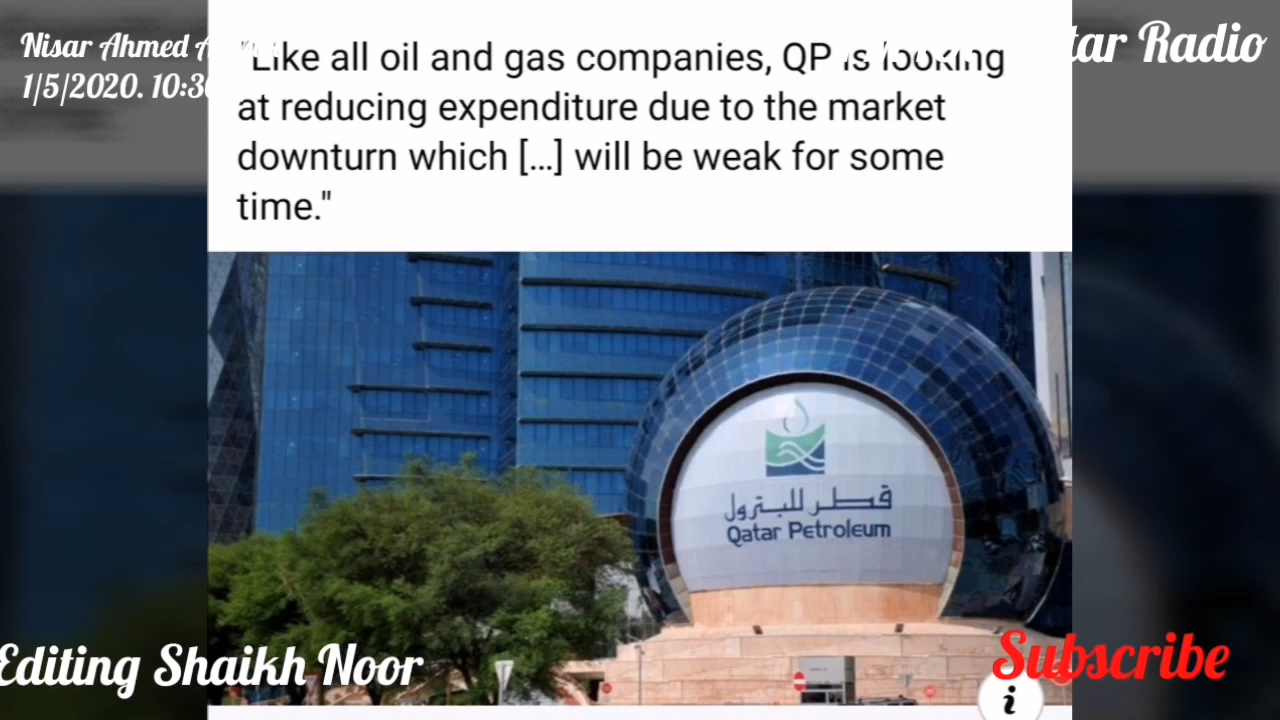 Nisar Ahmed
1/5/2020. 10:30
tar Radio
"Like all oil and gas companies, QP is looking
at reducing expenditure due to the market
downturn which [...] will be weak for some
time."
قطر للبترول
Qatar Petroleum
Editing Shaikh Noor
Subscribe
i